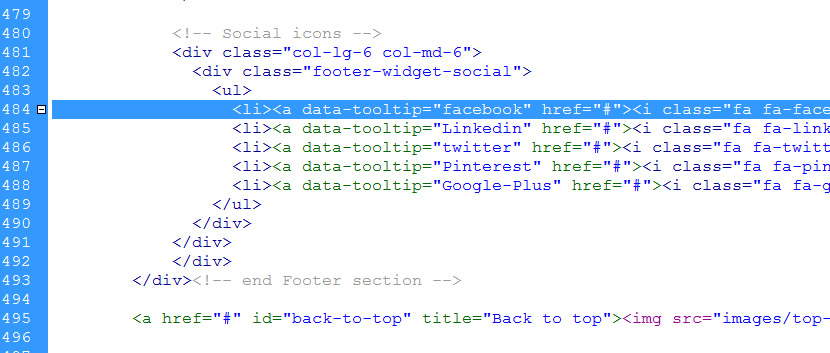 479
480 <!-- Social icons -->
481 <div class="col-lg-6 col-md-6">
482 <div class="footer-widget-social">
483 <ul>
484 <li><a data-tooltip="facebook" href="#"><i class="fa fa-face
485 <li><a data-tooltip="Linkedin" href="#"><i class="fa fa-link
486 <li><a data-tooltip="twitter" href="#"><i class="fa fa-twitt
487 <li><a data-tooltip="Pinterest" href="#"><i class="fa fa-pin
488 <li><a data-tooltip="Google-Plus" href="#"><i class="fa fa-g
489 </ul>
490 </div>
491 </div>
492 </div>
493 </div><!-- end Footer section -->
494
495 <a href="#" id="back-to-top" title="Back to top"><img src="images/top-
496